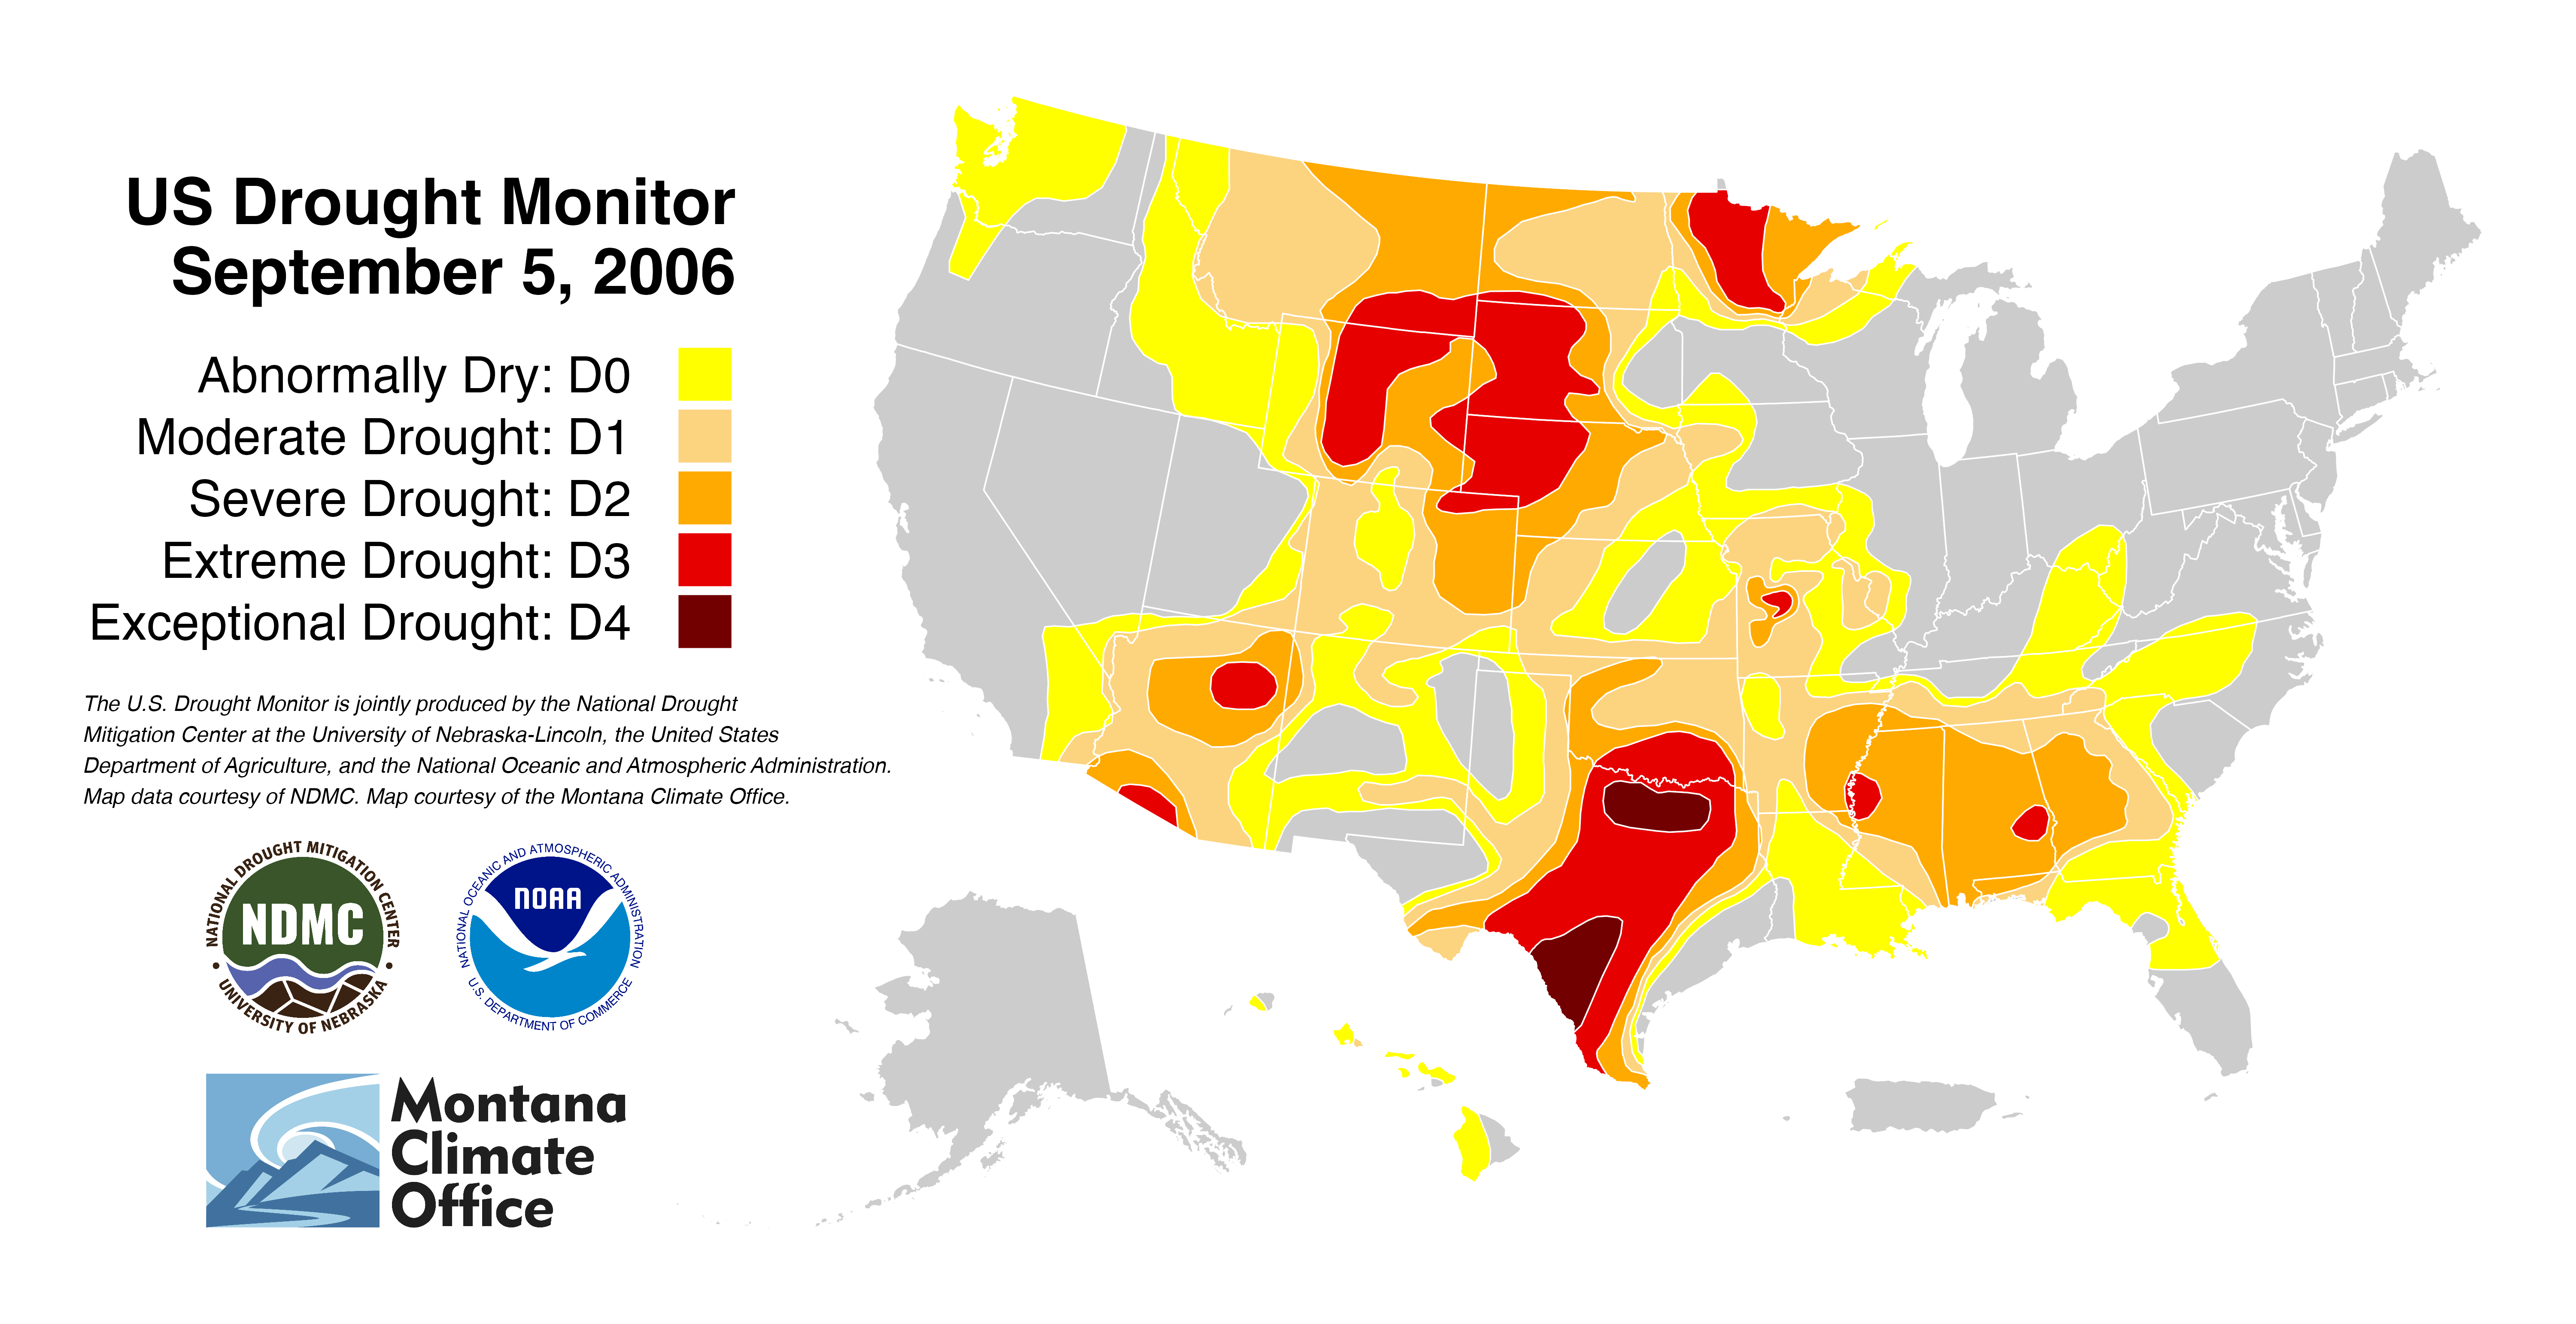 US Drought Monitor
September 5, 2006
Abnormally Dry: D0
Moderate Drought: D1
Severe Drought: D2
Extreme Drought: D3
Exceptional Drought: D4
The U.S. Drought Monitor is jointly produced by the National Drought
Mitigation Center at the University of Nebraska-Lincoln, the United States
Department of Agriculture, and the National Oceanic and Atmospheric Administration.
Map data courtesy of NDMC. Map courtesy of the Montana Climate Office.
NATIONAL DROUGHT MITIGATION CENTER
NDMC
• UNIVERSITY OF NEBRASKA •
NATIONAL OCEANIC AND ATMOSPHERIC ADMINISTRATION
NOAA
U.S. DEPARTMENT OF COMMERCE
Montana
Climate
Office